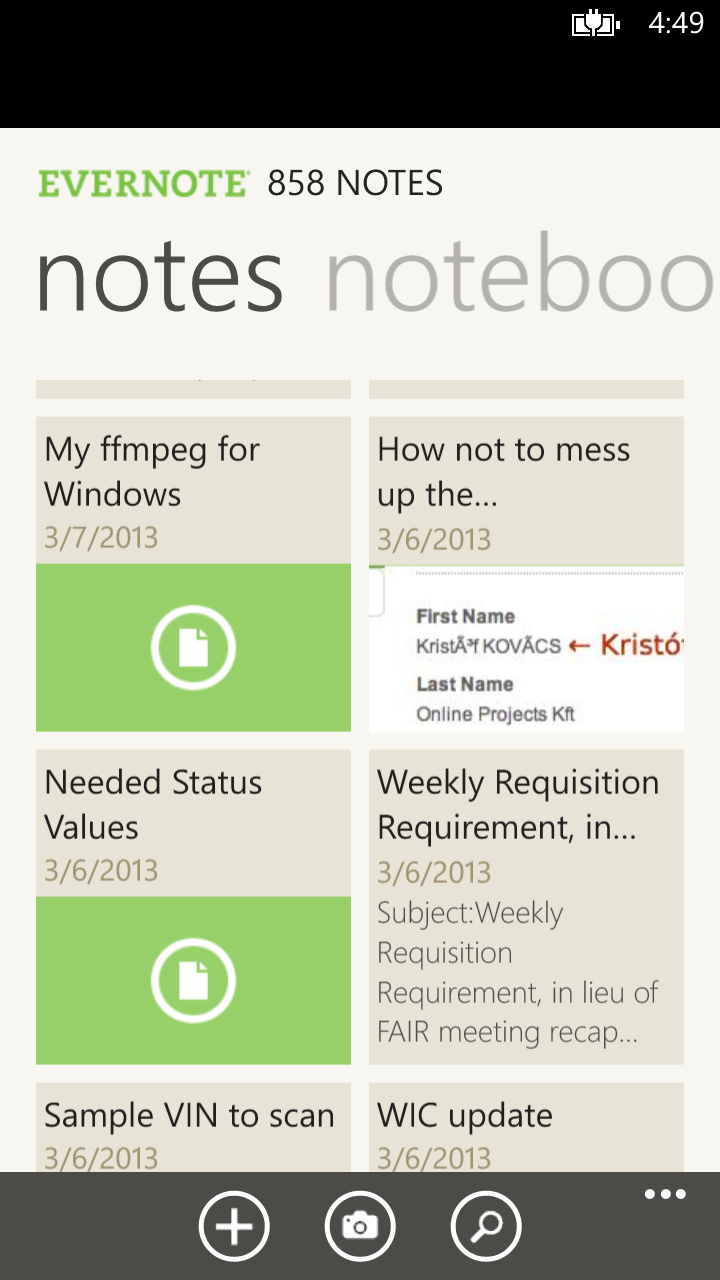 4:49
EVERNOTE 858 NOTES
notes noteboo
My ffmpeg for
Windows
3/7/2013
How not to mess
up the...
3/6/2013
First Name
KristÃ³f KOVÃCS ← Kristó
Last Name
Online Projects Kft
Needed Status
Values
3/6/2013
Weekly Requisition
Requirement, in...
3/6/2013
Subject:Weekly
Requisition
Requirement, in lieu of
FAIR meeting recap...
Sample VIN to scan
3/6/2013
WIC update
3/6/2013